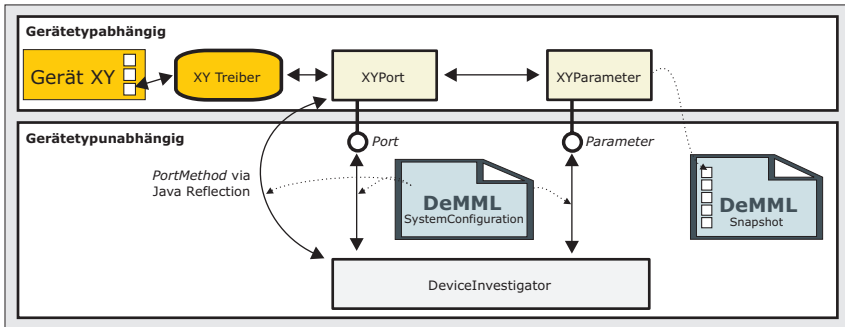 Gerätetypabhängig
Gerät XY
XY Treiber
XYPort
XYParameter
Gerätetypunabhängig
Port
Parameter
PortMethod via
Java Reflection
DeMML
SystemConfiguration
DeMML
Snapshot
DeviceInvestigator